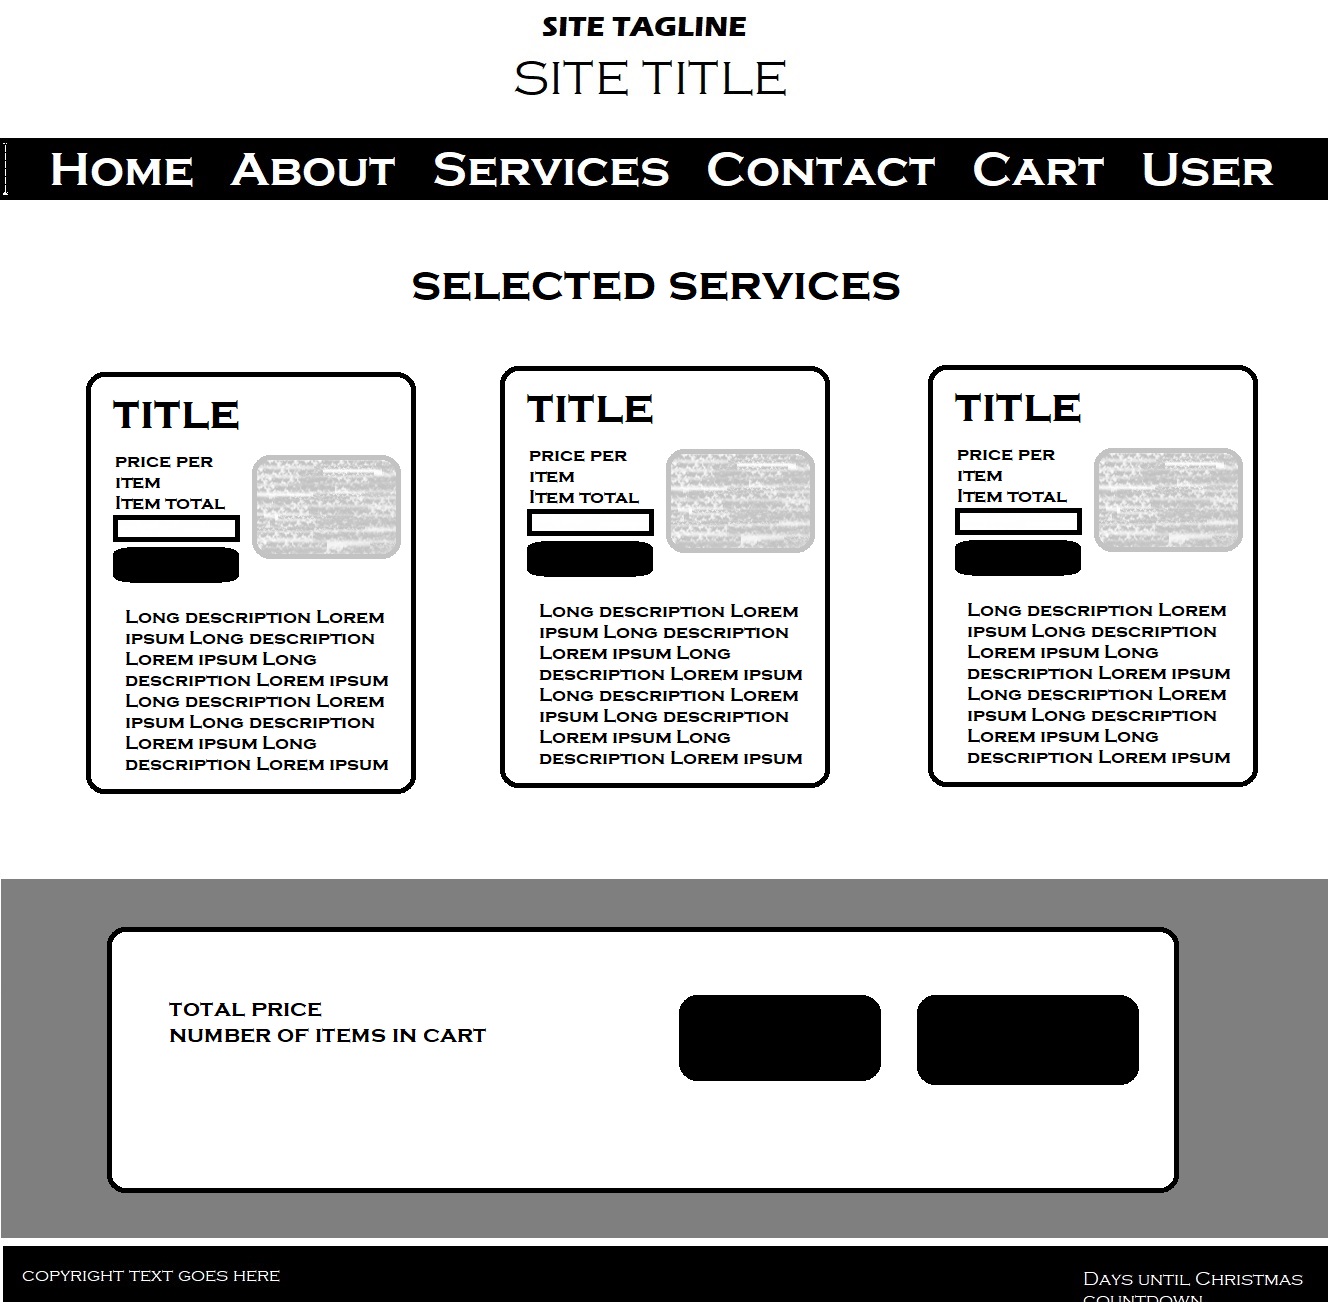 SITE TAGLINE
SITE TITLE
Home About Services Contact Cart User
SELECTED SERVICES
TITLE
PRICE PER
ITEM
Item total
Long description Lorem
ipsum Long description
Lorem ipsum Long
description Lorem ipsum
Long description Lorem
ipsum Long description
Lorem ipsum Long
description Lorem ipsum
TITLE
PRICE PER
ITEM
Item total
Long description Lorem
ipsum Long description
Lorem ipsum Long
description Lorem ipsum
Long description Lorem
ipsum Long description
Lorem ipsum Long
description Lorem ipsum
TITLE
PRICE PER
ITEM
Item total
Long description Lorem
ipsum Long description
Lorem ipsum Long
description Lorem ipsum
Long description Lorem
ipsum Long description
Lorem ipsum Long
description Lorem ipsum
TOTAL PRICE
NUMBER OF ITEMS IN CART
COPYRIGHT TEXT GOES HERE
Days until Christmas
countdown